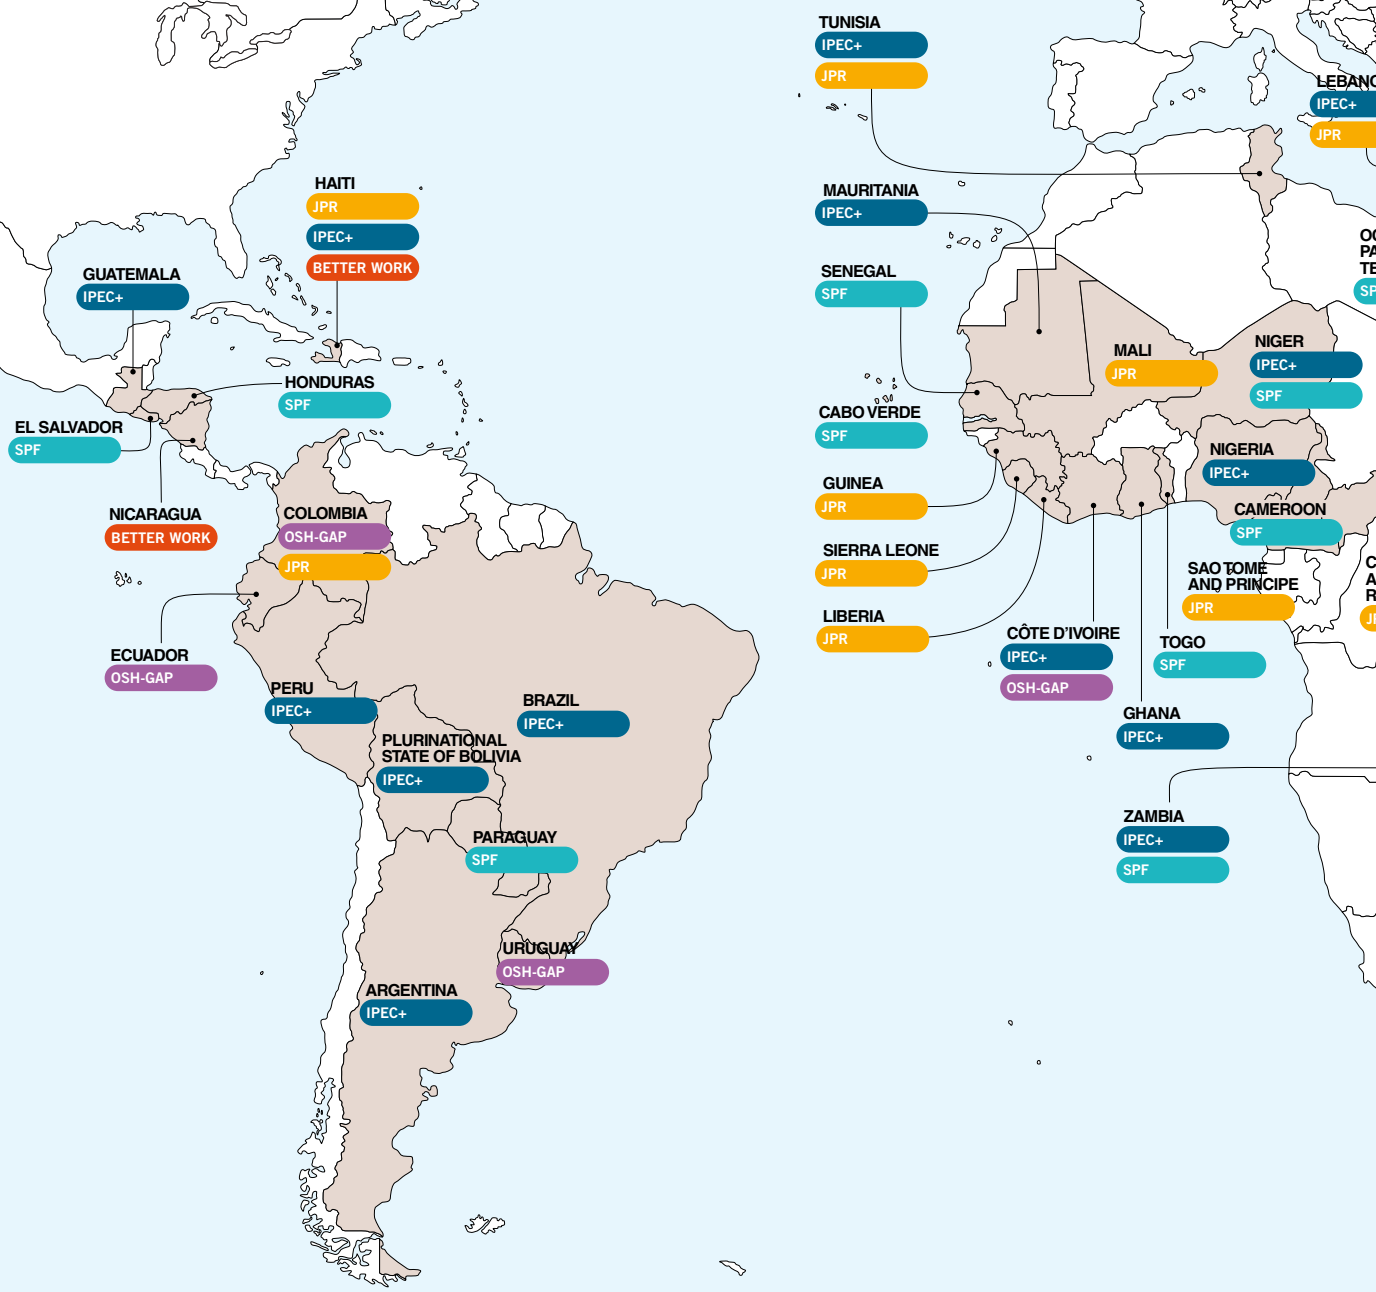 HAITI
JPR
IPEC+
BETTER WORK
GUATEMALA
IPEC+
HONDURAS
SPF
EL SALVADOR
SPF
NICARAGUA
BETTER WORK
COLOMBIA
OSH-GAP
JPR
ECUADOR
OSH-GAP
PERU
IPEC+
BRAZIL
IPEC+
PLURINATIONAL
STATE OF BOLIVIA
IPEC+
PARAGUAY
SPF
URUGUAY
OSH-GAP
ARGENTINA
IPEC+
TUNISIA
IPEC+
JPR
MAURITANIA
IPEC+
SENEGAL
SPF
CABO VERDE
SPF
GUINEA
JPR
SIERRA LEONE
JPR
LIBERIA
JPR
MALI
JPR
NIGER
IPEC+
SPF
NIGERIA
IPEC+
CAMEROON
SPF
SAO TOME
AND PRINCIPE
JPR
CÔTE D'IVOIRE
IPEC+
OSH-GAP
TOGO
SPF
GHANA
IPEC+
ZAMBIA
IPEC+
SPF
LEBANO
IPEC+
JPR
OC
PA
TE
SP
C
A
R